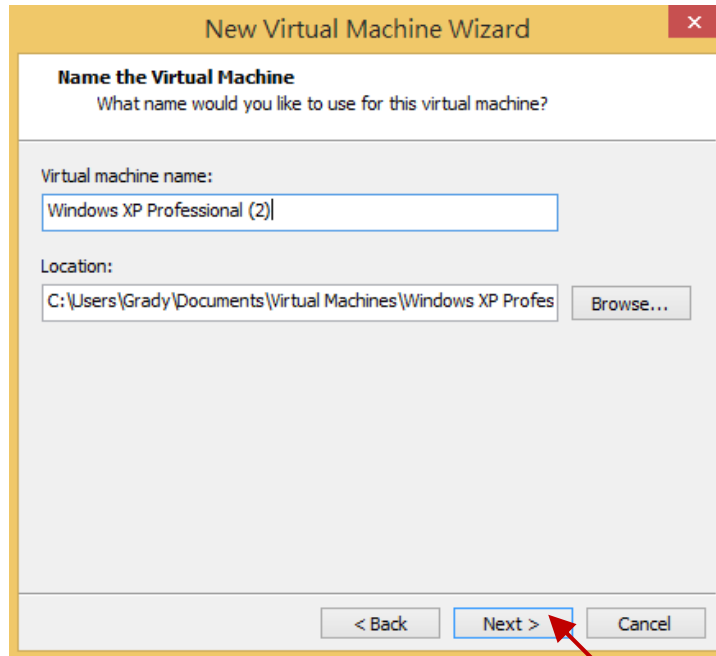 New Virtual Machine Wizard
Name the Virtual Machine
What name would you like to use for this virtual machine?
Virtual machine name:
Windows XP Professional (2)
Location:
C:\Users\Grady\Documents\Virtual Machines\Windows XP Profes
Browse...
< Back Next > Cancel